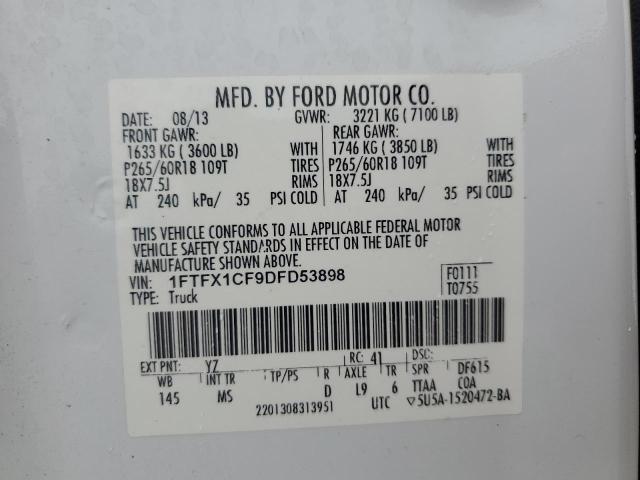 MFD. BY FORD MOTOR CO.
DATE: 08/13 GVWR: 3221 KG ( 7100 LB)
FRONT GAWR: REAR GAWR:
1633 KG ( 3600 LB) WITH 1746 KG ( 3850 LB) WITH
P265/60R18 109T TIRES P265/60R18 109T TIRES
18X7.5J RIMS 18X7.5J RIMS
AT 240 kPa/ 35 PSI COLD AT 240 kPa/ 35 PSI COLD
THIS VEHICLE CONFORMS TO ALL APPLICABLE FEDERAL MOTOR
VEHICLE SAFETY STANDARDS IN EFFECT ON THE DATE OF
MANUFACTURE SHOWN ABOVE.
VIN: 1FTFX1CF9DFD53898 F0111
TYPE: Truck T0755
EXT PNT: YZ RC: 41 DSO:
WB INT TR TP/PS R AXLE TR SPR DF615
145 MS D L9 6 TTAA COA
2201308313951 UTC ▽5U5A-1520472-BA